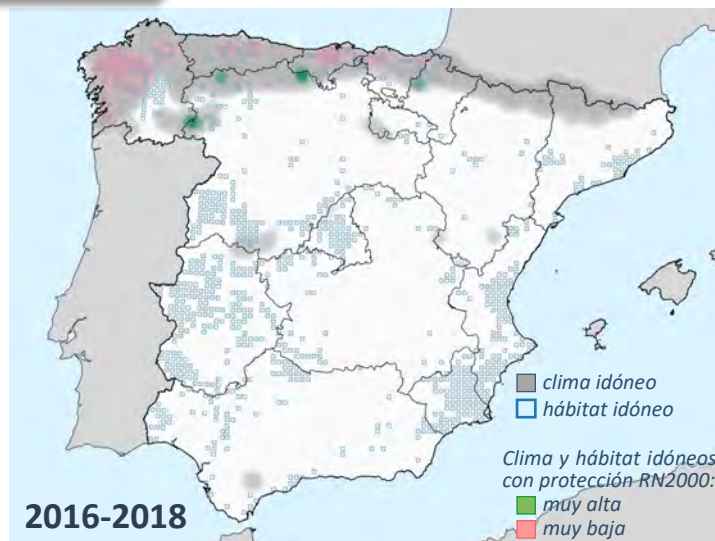 clima idóneo
hábitat idóneo
Clima y hábitat idóneos
con protección RN2000:
muy alta
muy baja
2016-2018